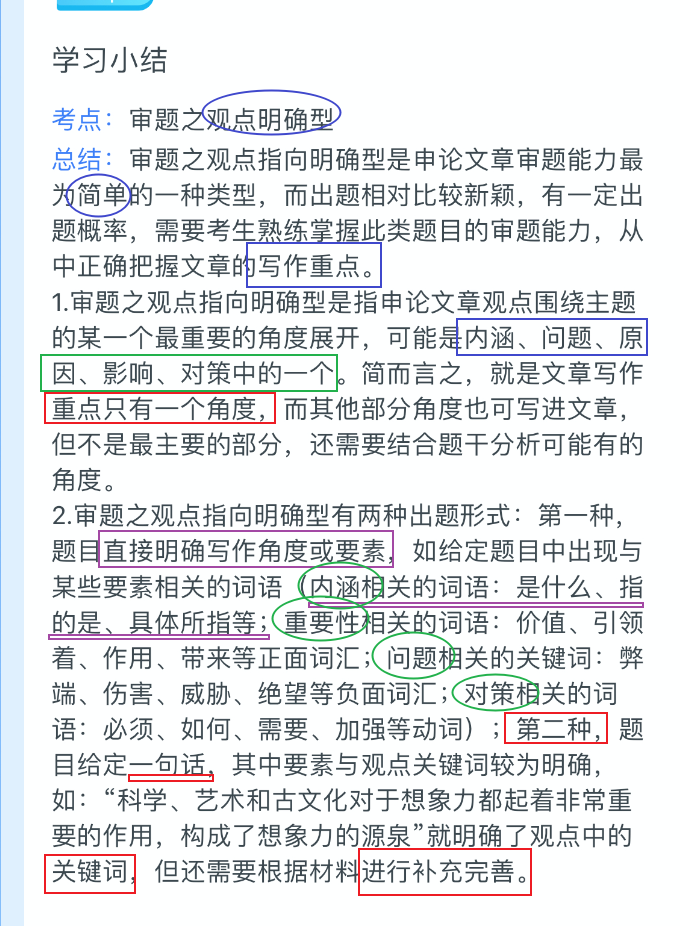 学习小结
考点：审题之观点明确型
总结：审题之观点指向明确型是申论文章审题能力最
为简单的一种类型，而出题相对比较新颖，有一定出
题概率，需要考生熟练掌握此类题目的审题能力，从
中正确把握文章的写作重点。
1.审题之观点指向明确型是指申论文章观点围绕主题
的某一个最重要的角度展开，可能是内涵、问题、原
因、影响、对策中的一个。简而言之，就是文章写作
重点只有一个角度，而其他部分角度也可写进文章，
但不是最主要的部分，还需要结合题干分析可能有的
角度。
2.审题之观点指向明确型有两种出题形式：第一种，
题目直接明确写作角度或要素，如给定题目中出现与
某些要素相关的词语（内涵相关的词语：是什么、指
的是、具体所指等；重要性相关的词语：价值、引领
着、作用、带来等正面词汇；问题相关的关键词：弊
端、伤害、威胁、绝望等负面词汇；对策相关的词
语：必须、如何、需要、加强等动词）；第二种，题
目给定一句话，其中要素与观点关键词较为明确，
如：“科学、艺术和古文化对于想象力都起着非常重
要的作用，构成了想象力的源泉”就明确了观点中的
关键词，但还需要根据材料进行补充完善。